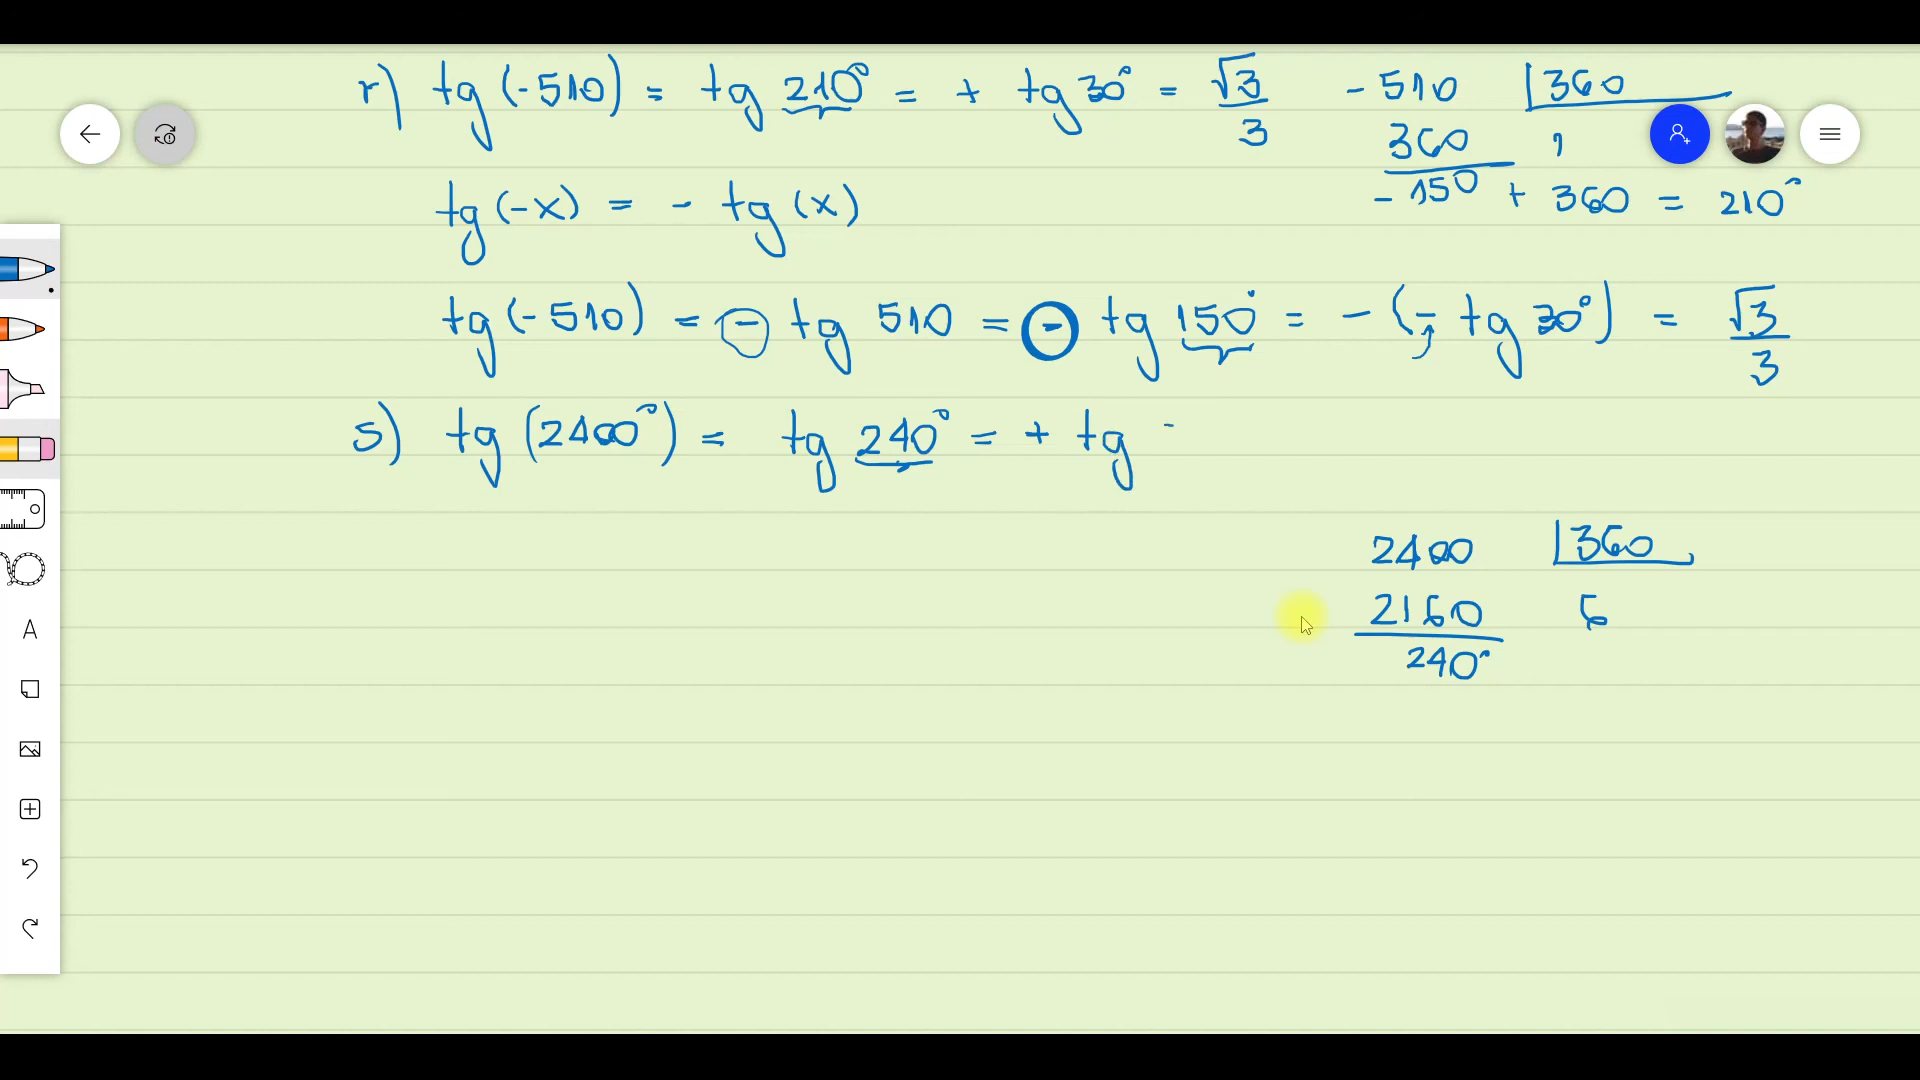 r) tg (-510) = tg 210° = + tg 30° = √3/3
-510 | 360
360 1
-150 + 360 = 210°
tg (-x) = - tg (x)
tg (-510) = - tg 510 = - tg 150° = - (- tg 30°) = √3/3
s) tg (2400°) = tg 240° = + tg
2400 | 360
2160 6
240°
A